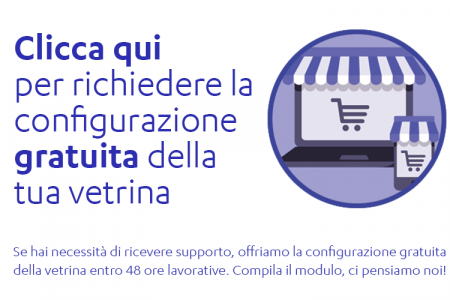 Clicca qui
per richiedere la
configurazione
gratuita della
tua vetrina
Se hai necessità di ricevere supporto, offriamo la configurazione gratuita
della vetrina entro 48 ore lavorative. Compila il modulo, ci pensiamo noi!